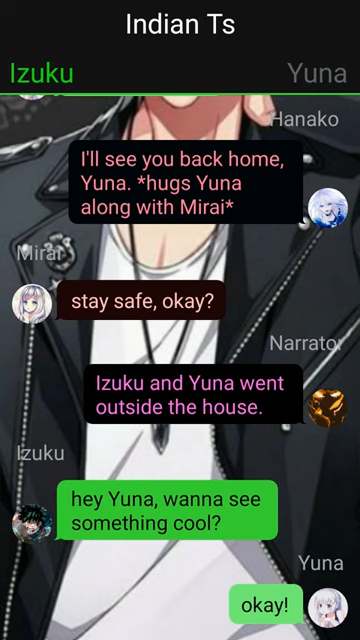 Indian Ts
Izuku
Yuna
Hanako
I'll see you back home,
Yuna. *hugs Yuna
along with Mirai*
Mirai
stay safe, okay?
Narrator
Izuku and Yuna went
outside the house.
Izuku
hey Yuna, wanna see
something cool?
Yuna
okay!